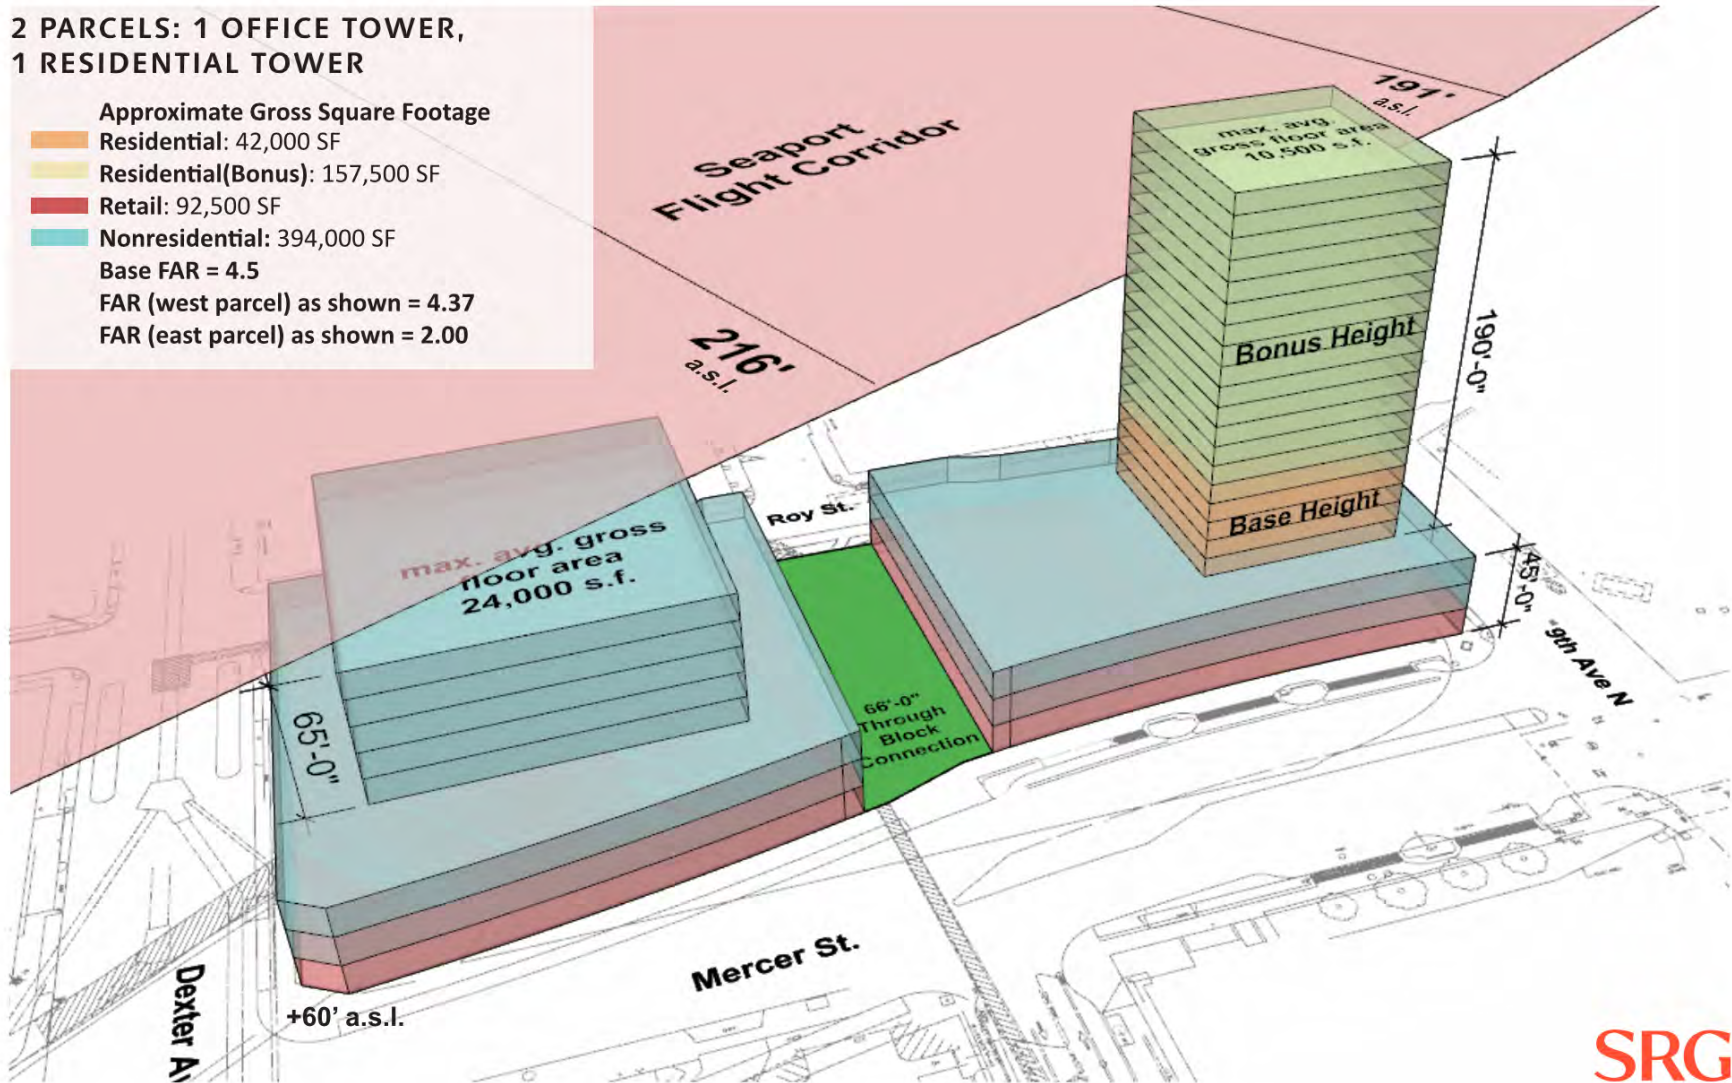 2 PARCELS: 1 OFFICE TOWER,
1 RESIDENTIAL TOWER
Approximate Gross Square Footage
Residential: 42,000 SF
Residential(Bonus): 157,500 SF
Retail: 92,500 SF
Nonresidential: 394,000 SF
Base FAR = 4.5
FAR (west parcel) as shown = 4.37
FAR (east parcel) as shown = 2.00
191'
a.s.l.
Seaport
Flight Corridor
max. avg.
gross floor area
10,500 s.f.
216'
a.s.l.
Bonus Height
190'-0"
Base Height
Roy St.
max. avg. gross
floor area
24,000 s.f.
45'-0"
9th Ave N
65'-0"
66'-0"
Through
Block
Connection
Mercer St.
Dexter Av
+60' a.s.l.
SRG